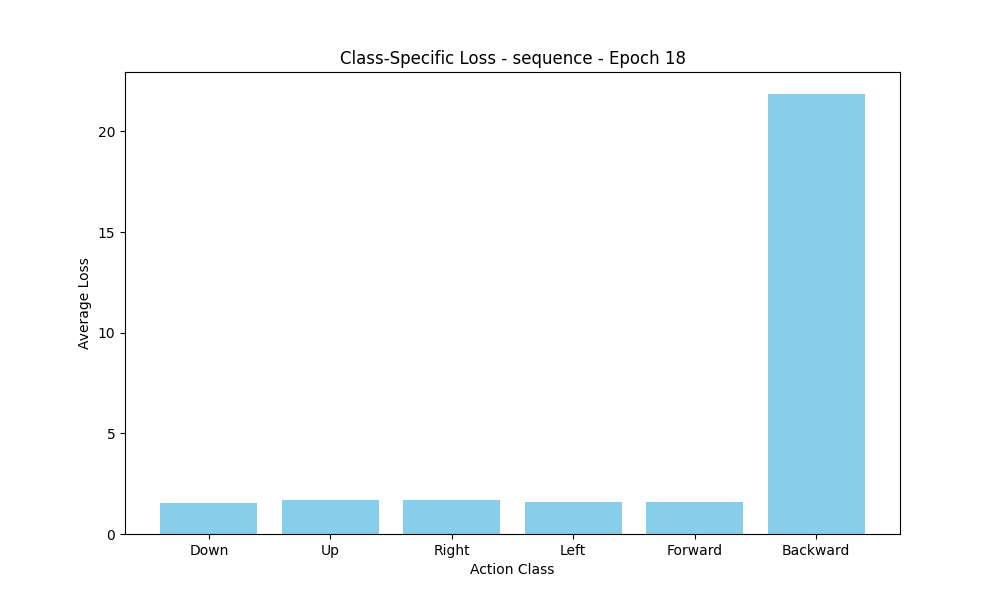 Class-Specific Loss - sequence - Epoch 18
20
15
10
5
0
Average Loss
Down Up Right Left Forward Backward
Action Class